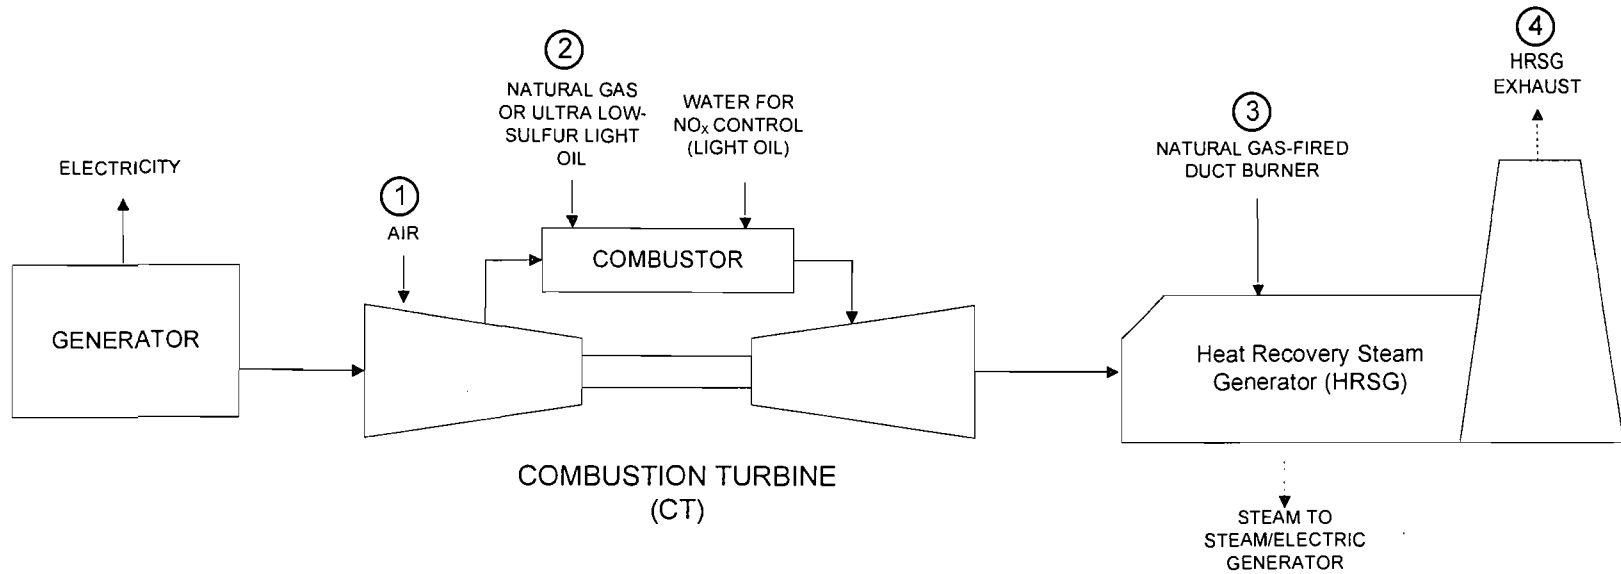 4
HRSG
EXHAUST
2
NATURAL GAS
OR ULTRA LOW-
SULFUR LIGHT
OIL
WATER FOR
NOx CONTROL
(LIGHT OIL)
3
NATURAL GAS-FIRED
DUCT BURNER
ELECTRICITY
1
AIR
COMBUSTOR
GENERATOR
Heat Recovery Steam
Generator (HRSG)
COMBUSTION TURBINE
(CT)
STEAM TO
STEAM/ELECTRIC
GENERATOR